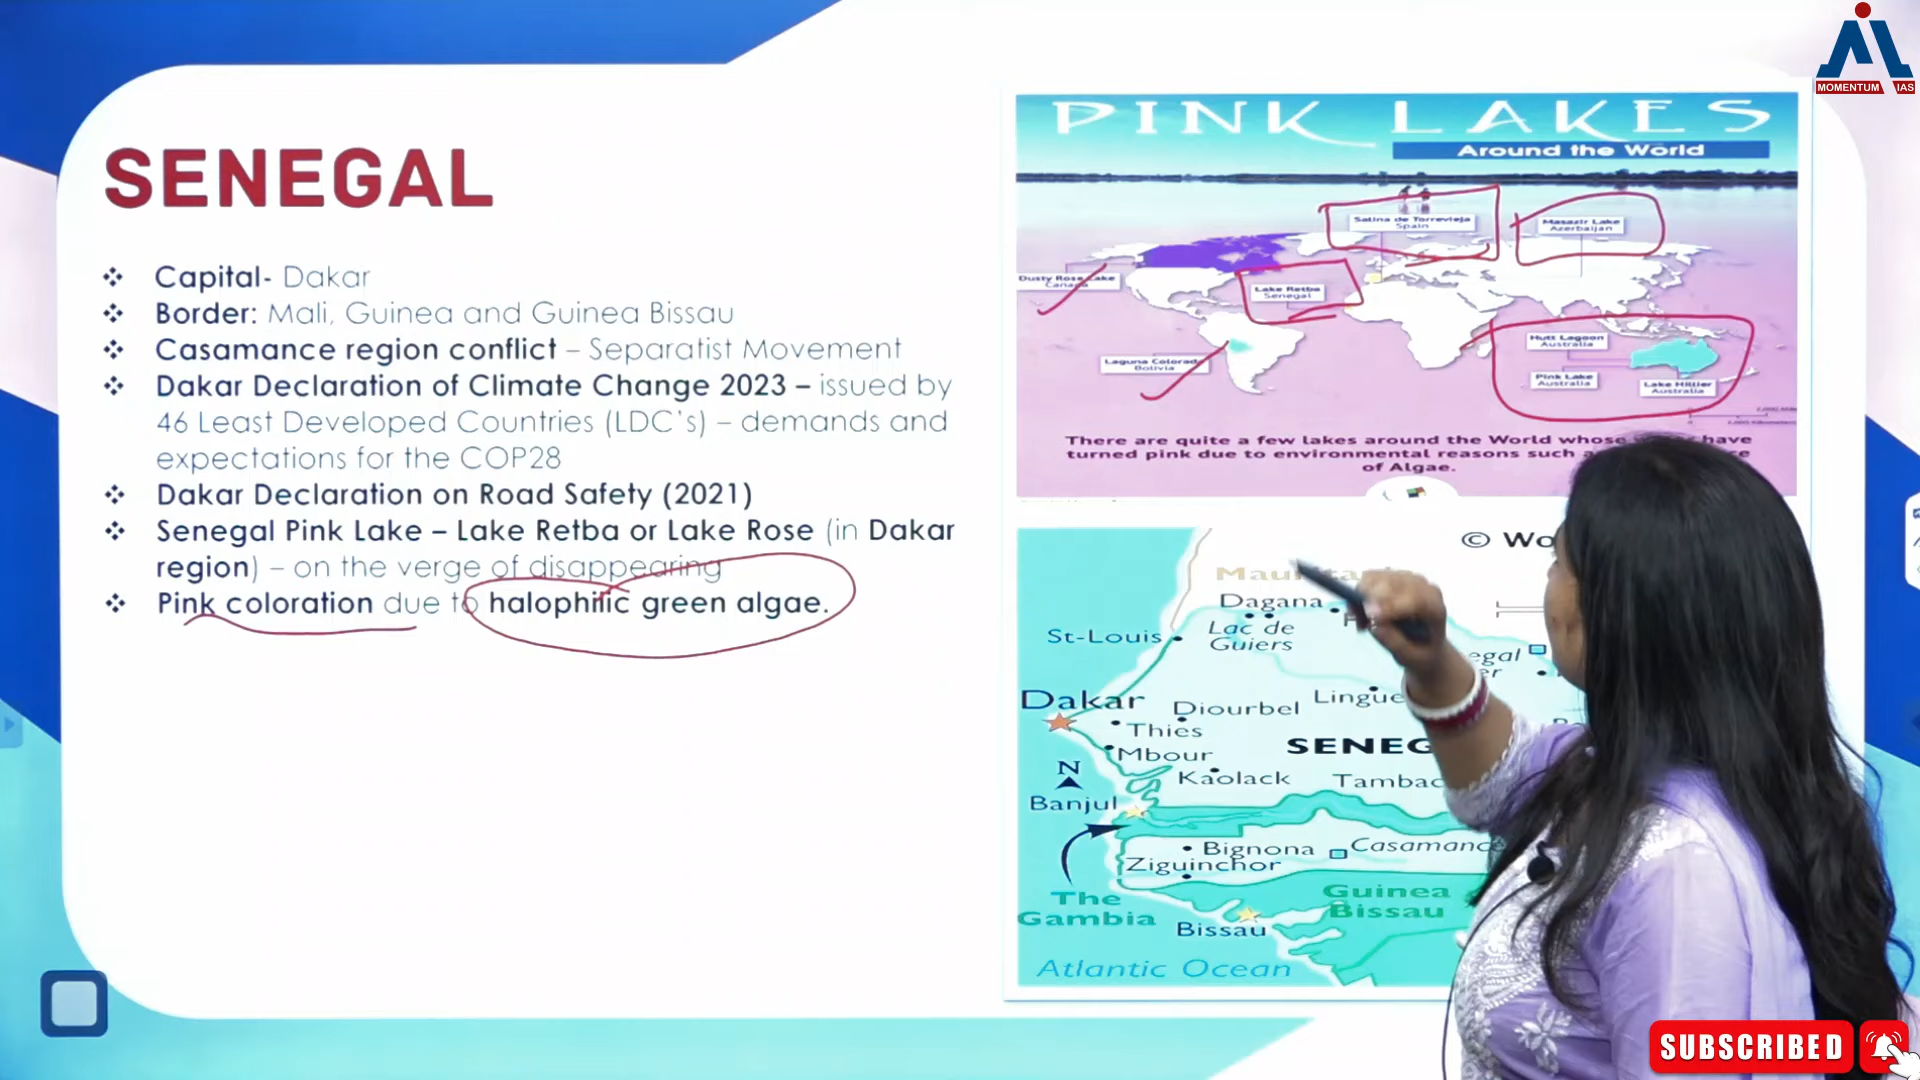 MOMENTUM IAS
SENEGAL
❖ Capital- Dakar
❖ Border: Mali, Guinea and Guinea Bissau
❖ Casamance region conflict – Separatist Movement
❖ Dakar Declaration of Climate Change 2023 – issued by
46 Least Developed Countries (LDC's) – demands and
expectations for the COP28
❖ Dakar Declaration on Road Safety (2021)
❖ Senegal Pink Lake – Lake Retba or Lake Rose (in Dakar
region) – on the verge of disappearing
❖ Pink coloration due to halophilic green algae.
PINK LAKES
Around the World
Salina de Torrevieja
Spain
Masazir Lake
Azerbaijan
Dusty Rose Lake
Canada
Lake Retba
Senegal
Laguna Colorada
Bolivia
Hutt Lagoon
Australia
Pink Lake
Australia
Lake Hillier
Australia
There are quite a few lakes around the World whose have
turned pink due to environmental reasons such
of Algae.
©
Dagana
Lac de
Guiers
St-Louis
Dakar
Diourbel
Thies
Mbour
N
Kaolack
Banjul
Bignona
Casamance
Ziguinchor
The
Gambia
Guinea
Bissau
Bissau
Atlantic Ocean
SUBSCRIBED